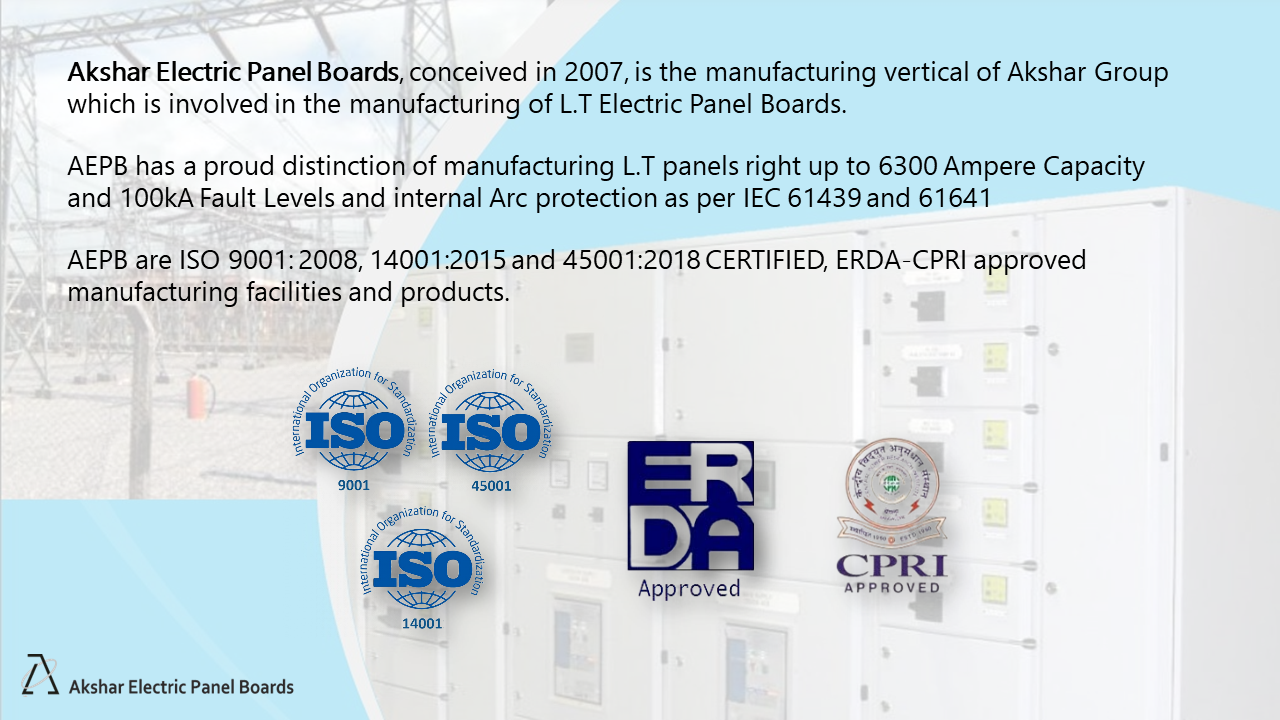 Akshar Electric Panel Boards, conceived in 2007, is the manufacturing vertical of Akshar Group
which is involved in the manufacturing of L.T Electric Panel Boards.
AEPB has a proud distinction of manufacturing L.T panels right up to 6300 Ampere Capacity
and 100kA Fault Levels and internal Arc protection as per IEC 61439 and 61641
AEPB are ISO 9001: 2008, 14001:2015 and 45001:2018 CERTIFIED, ERDA-CPRI approved
manufacturing facilities and products.
International Organization for Standardization
ISO
9001
International Organization for Standardization
ISO
45001
International Organization for Standardization
ISO
14001
ERDA
Approved
केन्द्रीय विद्युत अनुसंधान संस्थान
CPRI
APPROVED
Akshar Electric Panel Boards